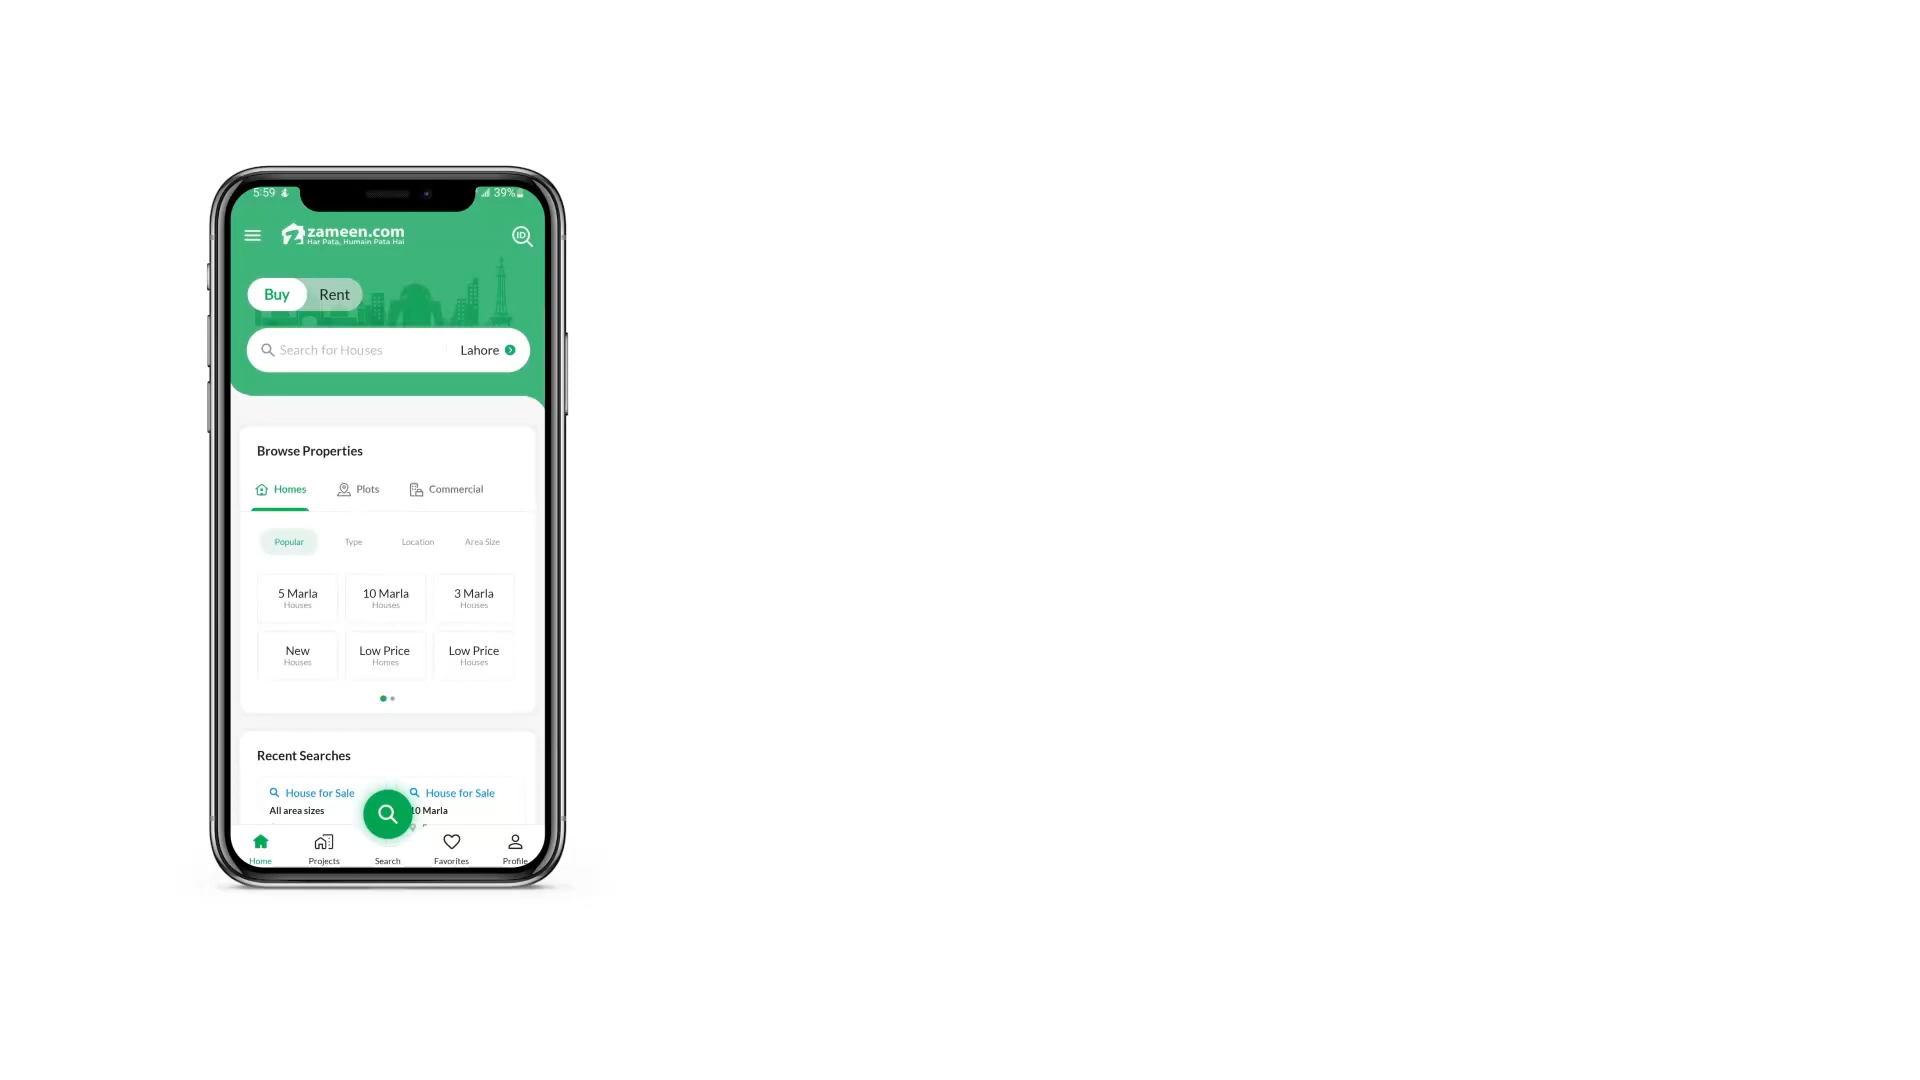 5:59
39%
zameen.com
Har Pata, Humain Pata Hai
ID
Buy Rent
Search for Houses Lahore
Browse Properties
Homes Plots Commercial
Popular Type Location Area Size
5 Marla 10 Marla 3 Marla
Houses Houses Houses
New Low Price Low Price
Houses Homes Houses
Recent Searches
House for Sale House for Sale
All area sizes 10 Marla
Home Projects Search Favorites Profile